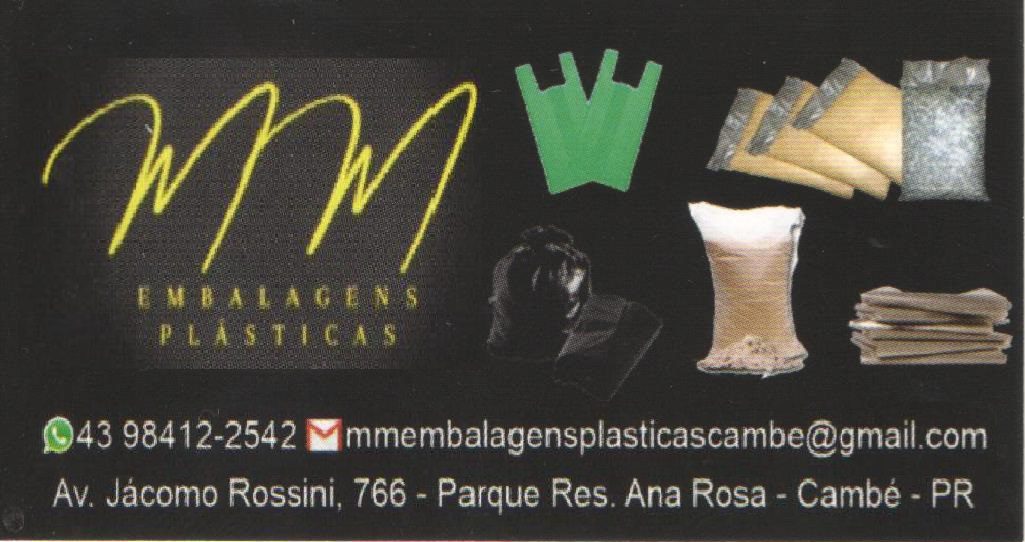 MM
EMBALAGENS
PLÁSTICAS
43 98412-2542 mmembalagensplasticascambe@gmail.com
Av. Jácomo Rossini, 766 - Parque Res. Ana Rosa - Cambé - PR